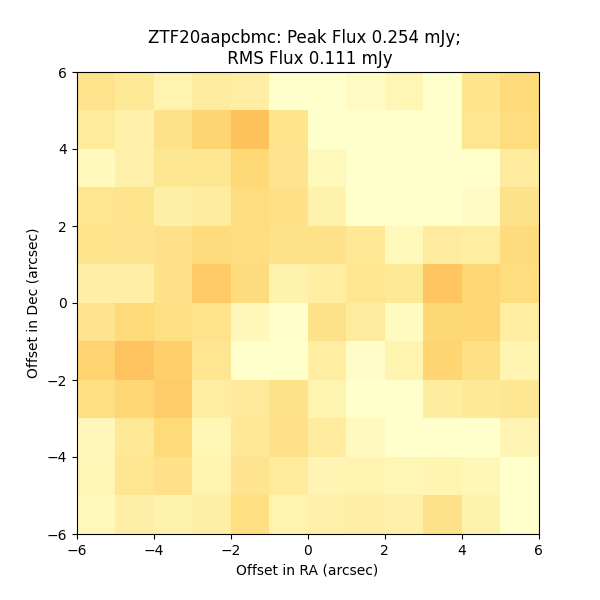 ZTF20aapcbmc: Peak Flux 0.254 mJy;
RMS Flux 0.111 mJy
6
4
2
0
−2
−4
−6
Offset in Dec (arcsec)
−6 −4 −2 0 2 4 6
Offset in RA (arcsec)